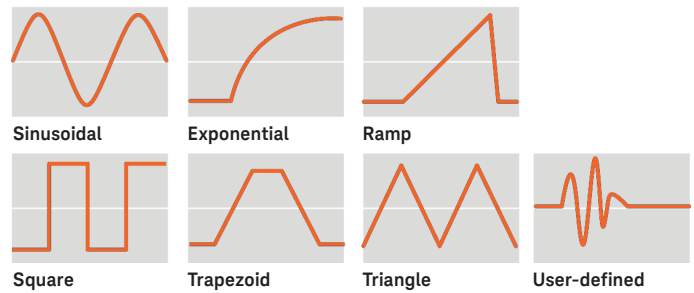 Sinusoidal
Exponential
Ramp
Square
Trapezoid
Triangle
User-defined